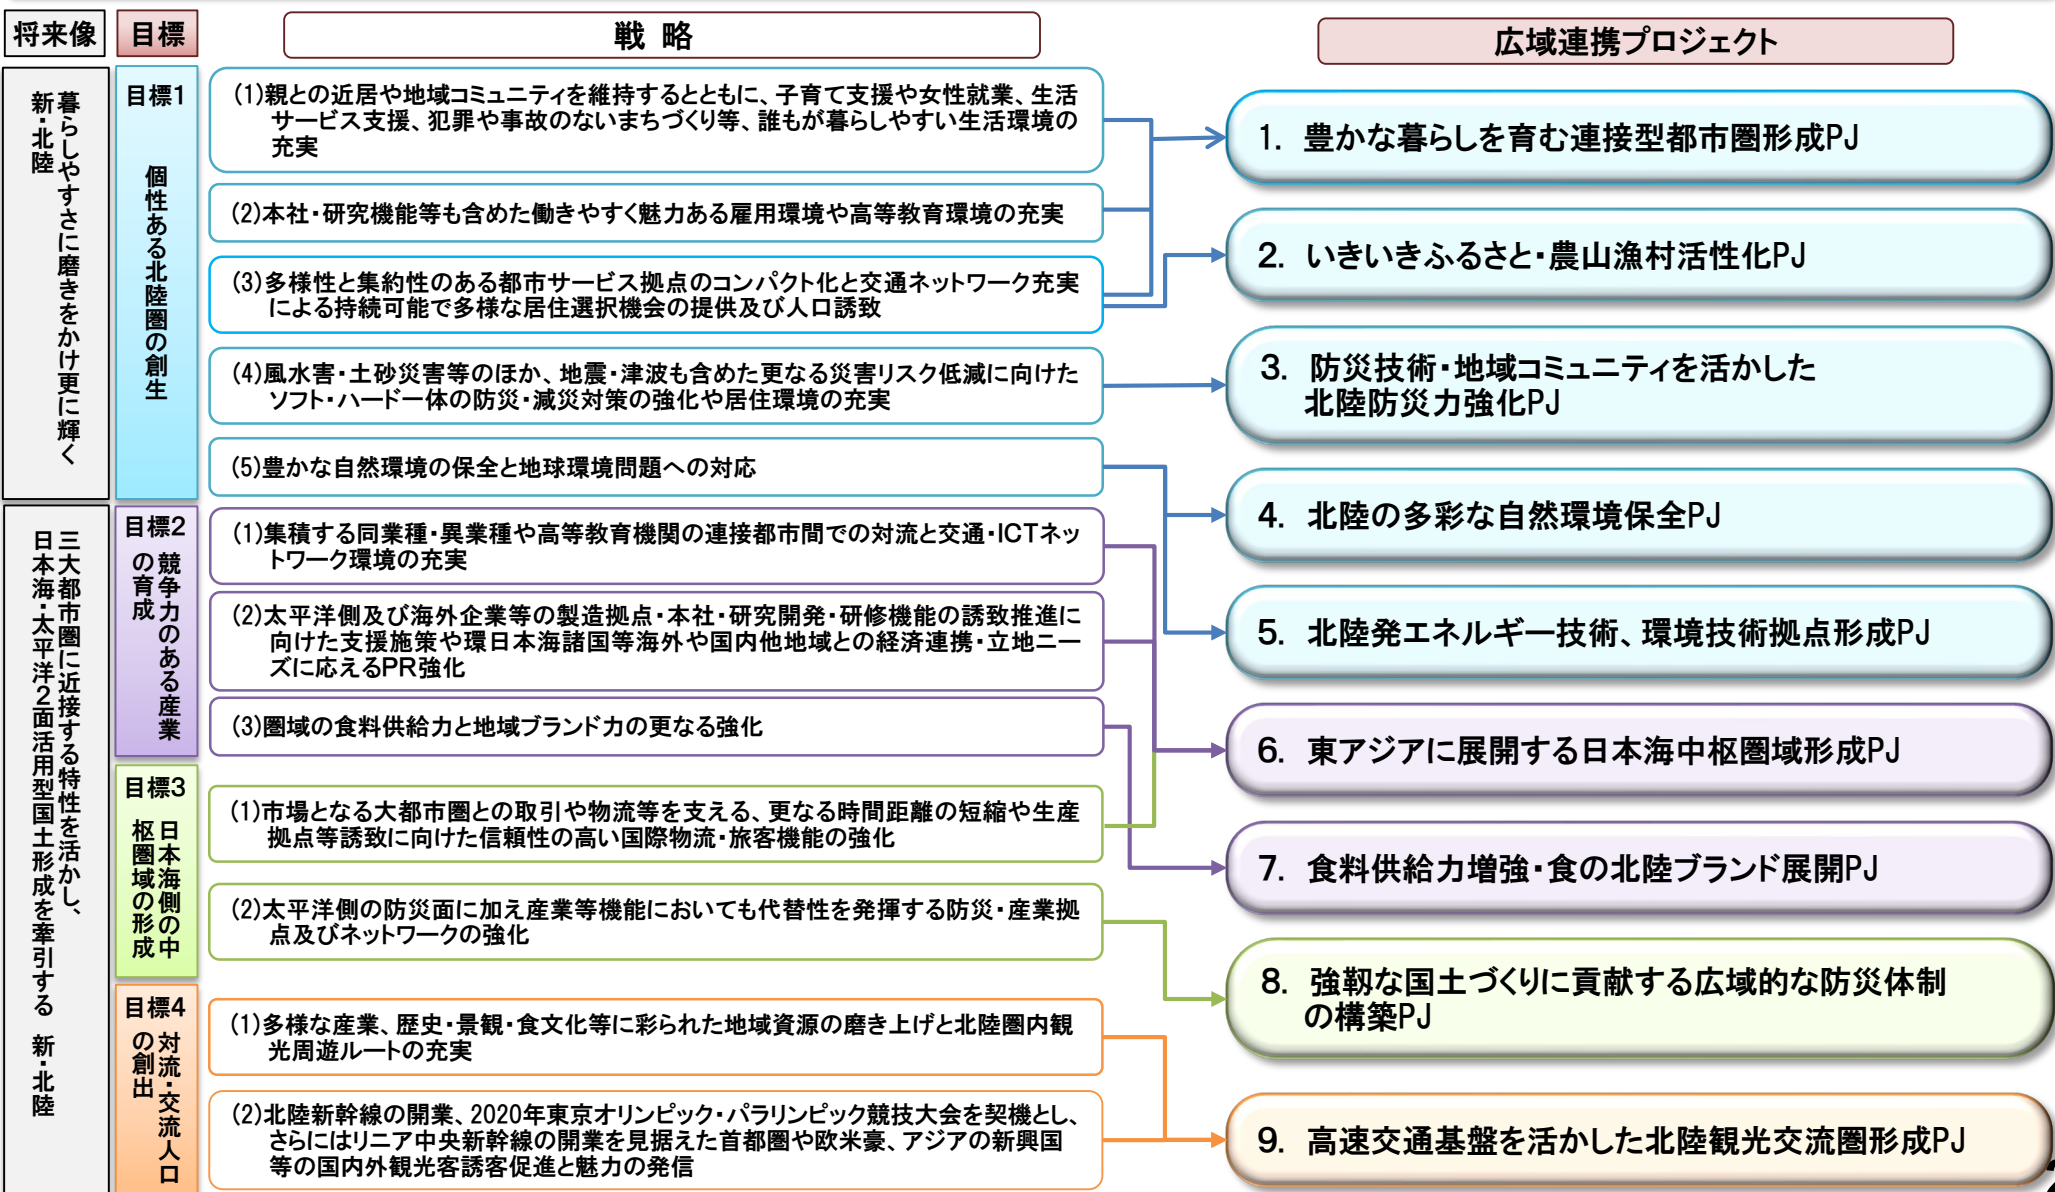 将来像
目標
戦 略
広域連携プロジェクト
暮らしやすさに磨きをかけ更に輝く
新・北陸
目標1
個性ある北陸圏の創生
(1)親との近居や地域コミュニティを維持するとともに、子育て支援や女性就業、生活
サービス支援、犯罪や事故のないまちづくり等、誰もが暮らしやすい生活環境の
充実
(2)本社・研究機能等も含めた働きやすく魅力ある雇用環境や高等教育環境の充実
(3)多様性と集約性のある都市サービス拠点のコンパクト化と交通ネットワーク充実
による持続可能で多様な居住選択機会の提供及び人口誘致
(4)風水害・土砂災害等のほか、地震・津波も含めた更なる災害リスク低減に向けた
ソフト・ハード一体の防災・減災対策の強化や居住環境の充実
(5)豊かな自然環境の保全と地球環境問題への対応
三大都市圏に近接する特性を活かし、
日本海・太平洋2面活用型国土形成を牽引する 新・北陸
目標2
競争力のある産業
の育成
(1)集積する同業種・異業種や高等教育機関の連接都市間での対流と交通・ICTネッ
トワーク環境の充実
(2)太平洋側及び海外企業等の製造拠点・本社・研究開発・研修機能の誘致推進に
向けた支援施策や環日本海諸国等海外や国内他地域との経済連携・立地ニー
ズに応えるPR強化
(3)圏域の食料供給力と地域ブランド力の更なる強化
目標3
日本海側の中
枢圏域の形成
(1)市場となる大都市圏との取引や物流等を支える、更なる時間距離の短縮や生産
拠点等誘致に向けた信頼性の高い国際物流・旅客機能の強化
(2)太平洋側の防災面に加え産業等機能においても代替性を発揮する防災・産業拠
点及びネットワークの強化
目標4
対流・交流人口
の創出
(1)多様な産業、歴史・景観・食文化等に彩られた地域資源の磨き上げと北陸圏内観
光周遊ルートの充実
(2)北陸新幹線の開業、2020年東京オリンピック・パラリンピック競技大会を契機とし、
さらにはリニア中央新幹線の開業を見据えた首都圏や欧米豪、アジアの新興国
等の国内外観光客誘客促進と魅力の発信
1. 豊かな暮らしを育む連接型都市圏形成PJ
2. いきいきふるさと・農山漁村活性化PJ
3. 防災技術・地域コミュニティを活かした
北陸防災力強化PJ
4. 北陸の多彩な自然環境保全PJ
5. 北陸発エネルギー技術、環境技術拠点形成PJ
6. 東アジアに展開する日本海中枢圏域形成PJ
7. 食料供給力増強・食の北陸ブランド展開PJ
8. 強靱な国土づくりに貢献する広域的な防災体制
の構築PJ
9. 高速交通基盤を活かした北陸観光交流圏形成PJ